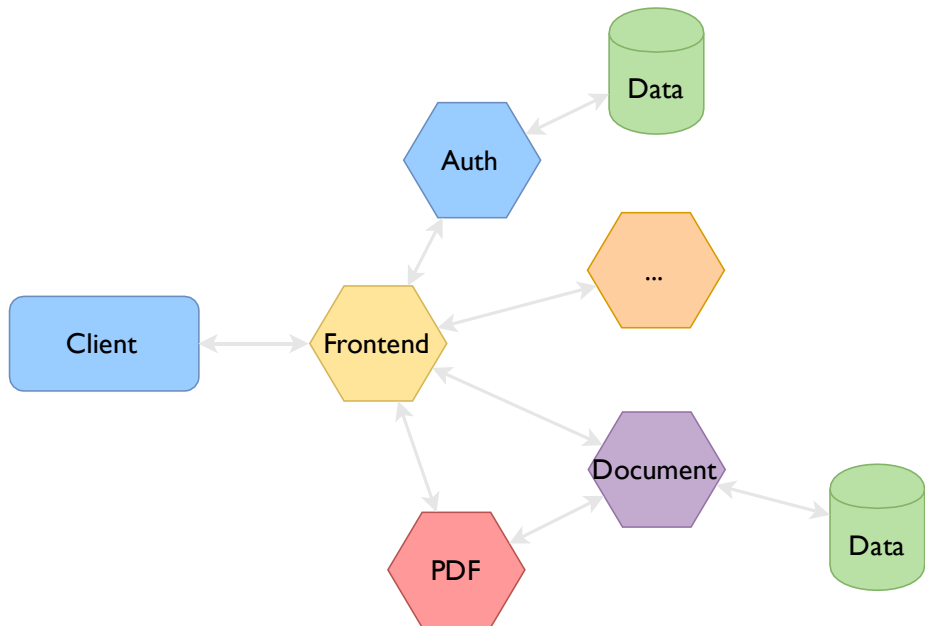 Data
Auth
...
Client
Frontend
Document
Data
PDF